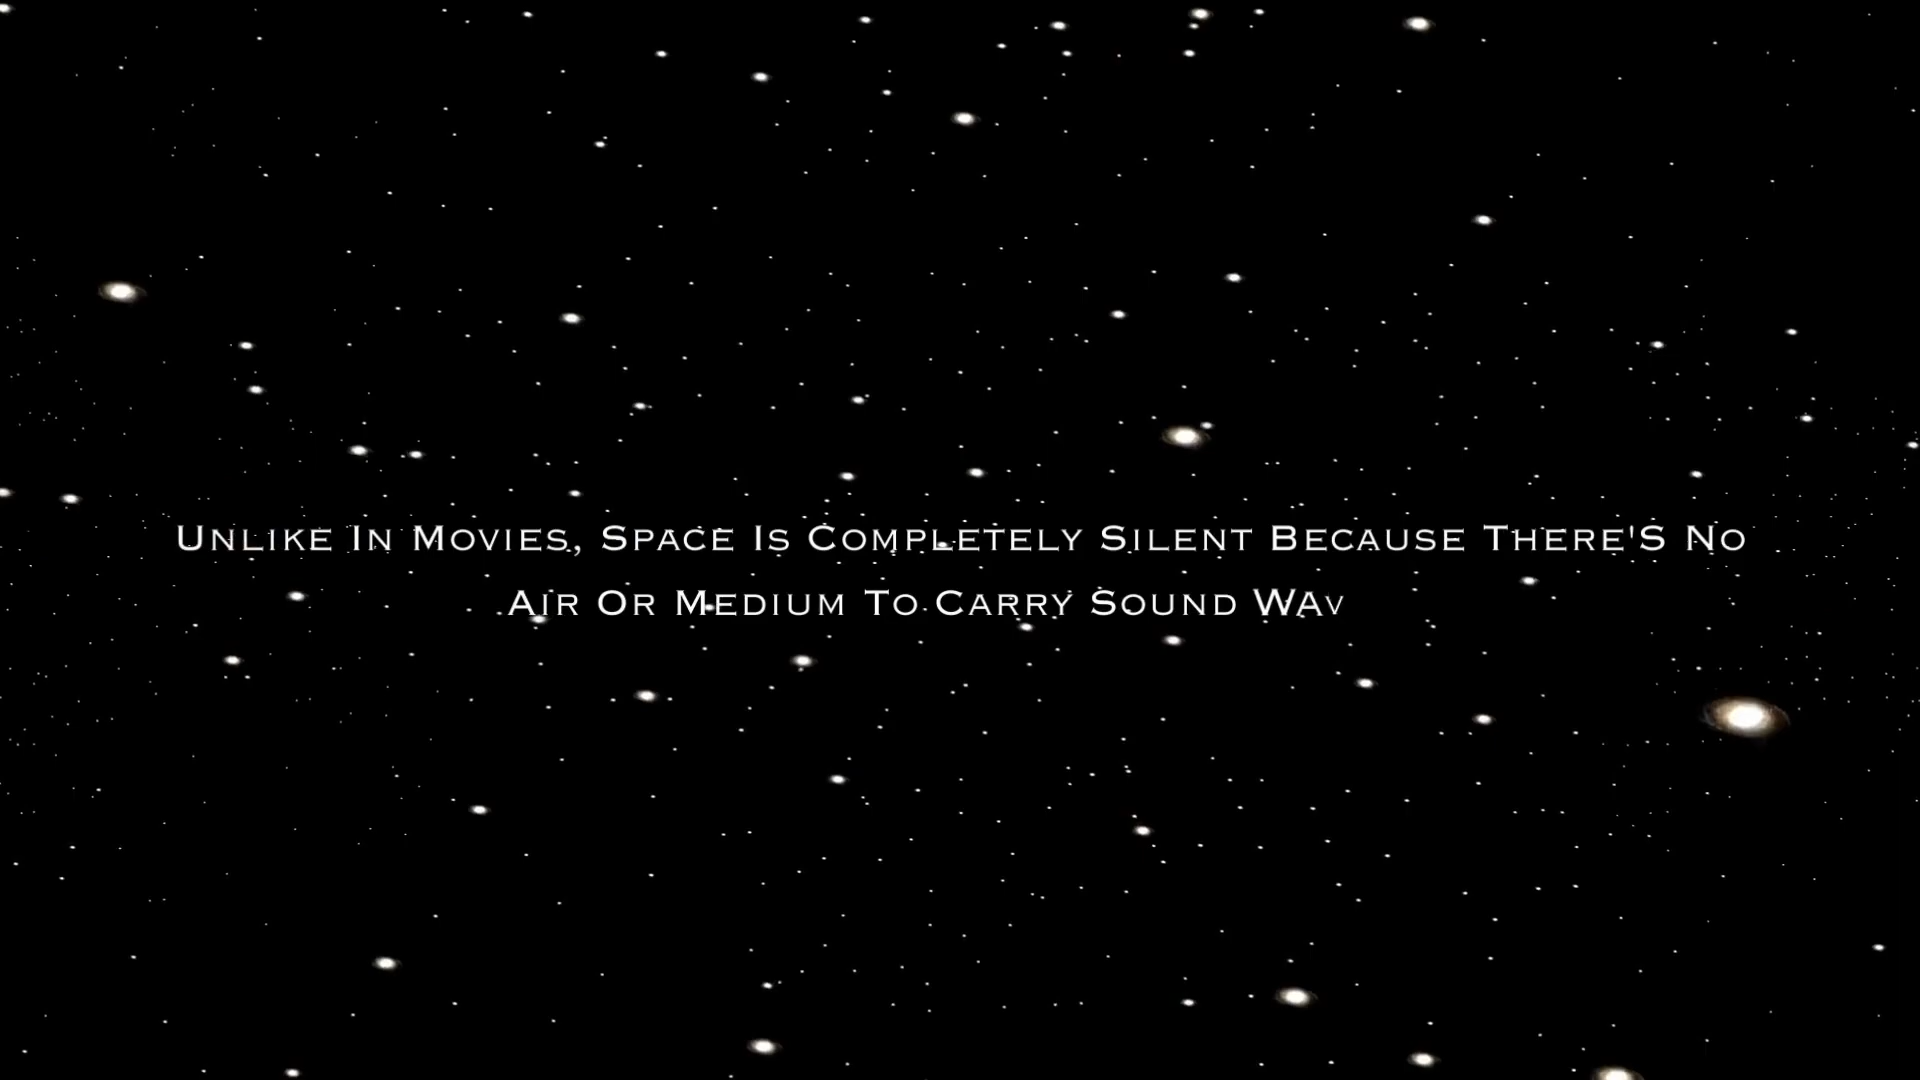 Unlike In Movies, Space Is Completely Silent Because There'S No
Air Or Medium To Carry Sound Wav